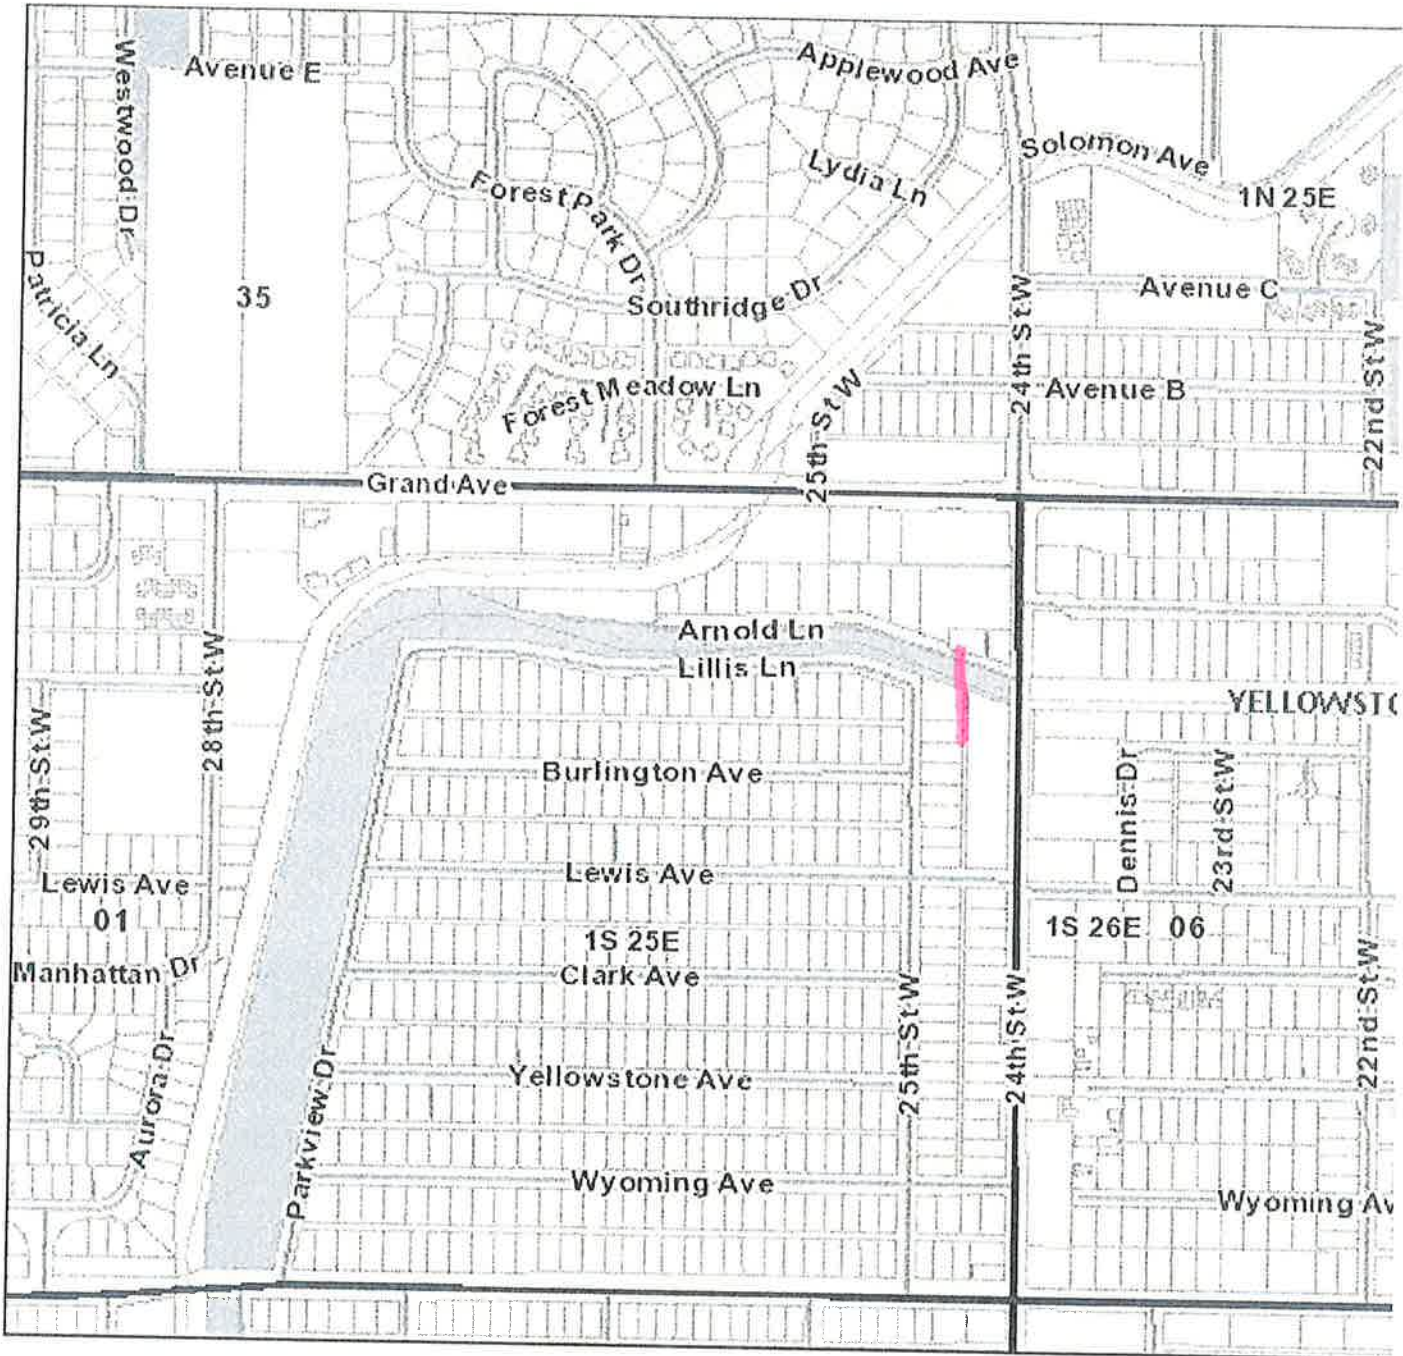 Avenue E
Westwood Dr
Applewood Ave
Solomon Ave
Lydia Ln
Forest Park Dr
1N 25E
Patricia Ln
35
Southridge Dr
Avenue C
24th St W
22nd St W
Forest Meadow Ln
25th St W
Avenue B
Grand Ave
Arnold Ln
Lillis Ln
28th St W
29th St W
YELLOWSTO
Burlington Ave
Dennis Dr
23rd St W
Lewis Ave
Lewis Ave
01
1S 25E
1S 26E 06
Manhattan Dr
Clark Ave
25th St W
24th St W
22nd St W
Aurora Dr
Parkview Dr
Yellowstone Ave
Wyoming Ave
Wyoming Av